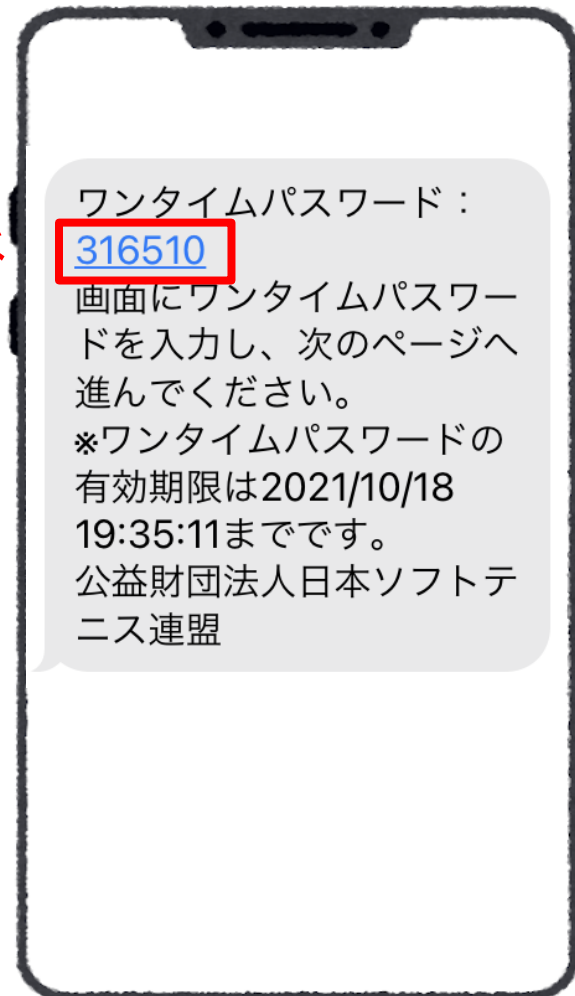 ワンタイムパスワード：
316510
画面にワンタイムパスワー
ドを入力し、次のページへ
進んでください。
※ワンタイムパスワードの
有効期限は2021/10/18
19:35:11までです。
公益財団法人日本ソフトテ
ニス連盟